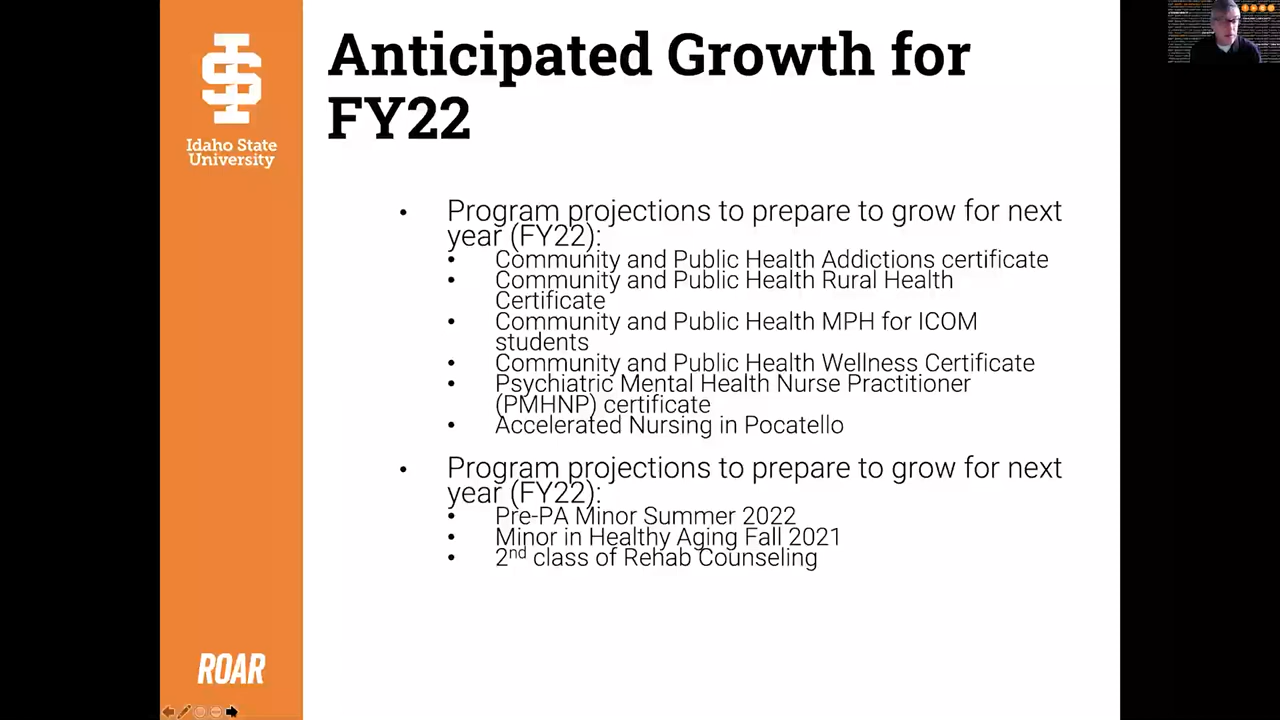 Idaho State
University
Anticipated Growth for
FY22
• Program projections to prepare to grow for next
year (FY22):
• Community and Public Health Addictions certificate
• Community and Public Health Rural Health
Certificate
• Community and Public Health MPH for ICOM
students
• Community and Public Health Wellness Certificate
• Psychiatric Mental Health Nurse Practitioner
(PMHNP) certificate
• Accelerated Nursing in Pocatello
• Program projections to prepare to grow for next
year (FY22):
• Pre-PA Minor Summer 2022
• Minor in Healthy Aging Fall 2021
• 2nd class of Rehab Counseling
ROAR